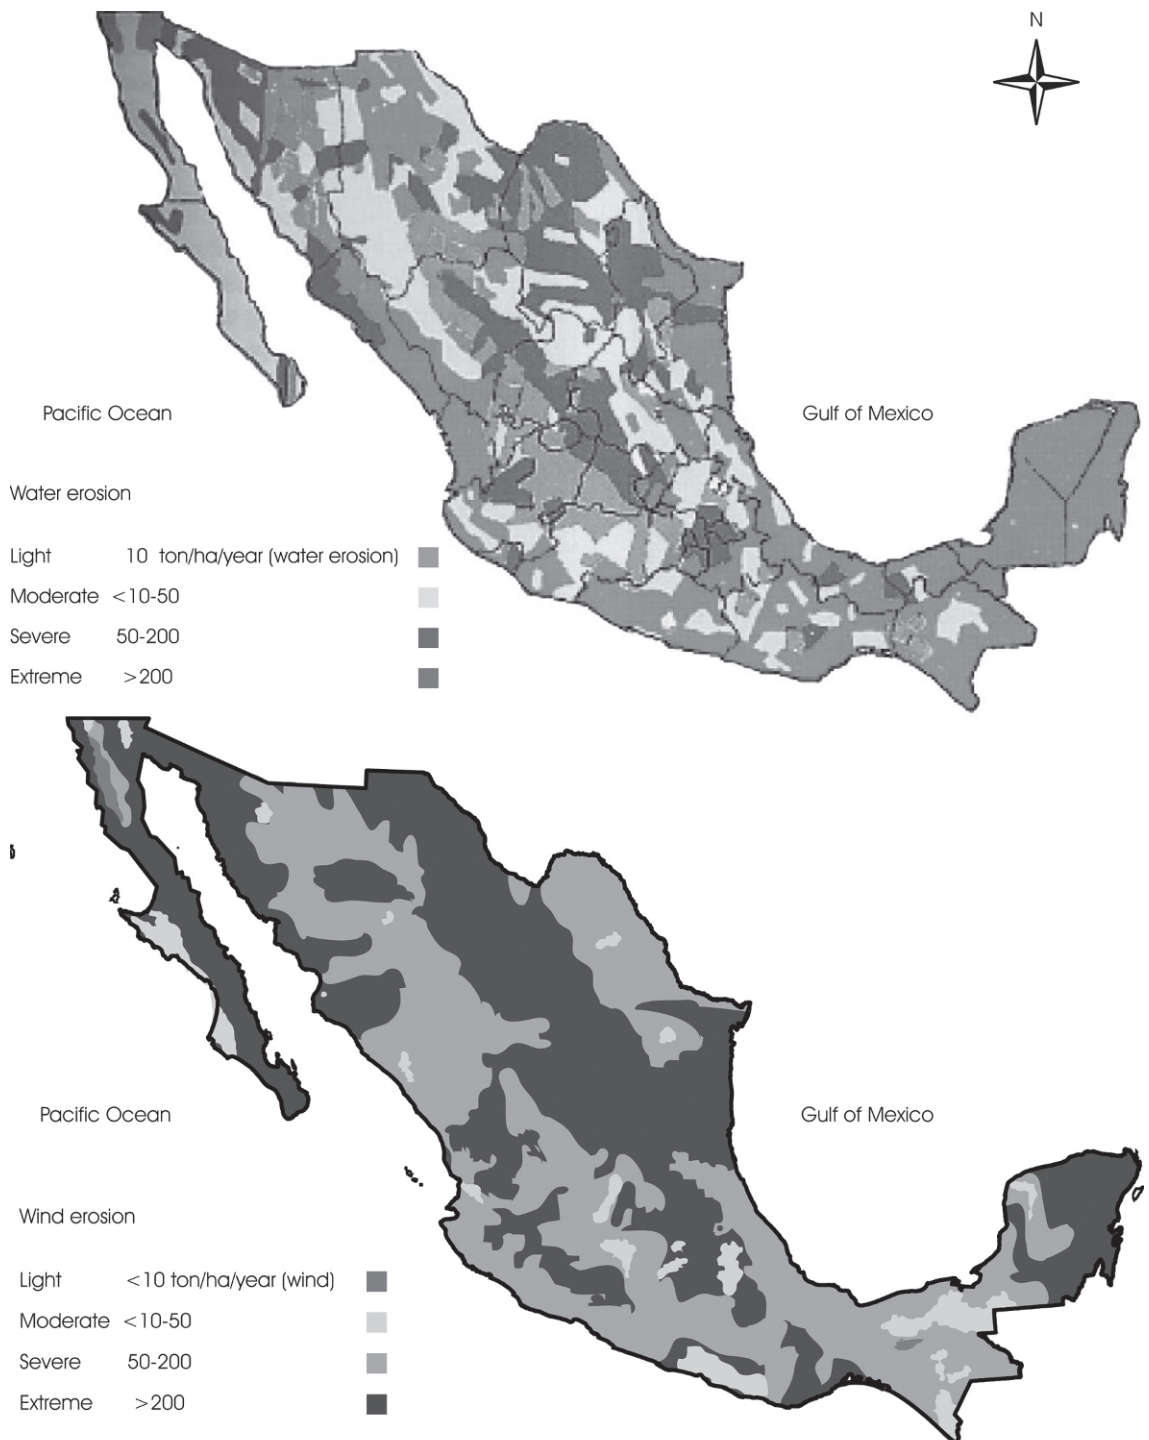 N
Pacific Ocean
Gulf of Mexico
Water erosion
Light 10 ton/ha/year (water erosion)
Moderate <10-50
Severe 50-200
Extreme >200
Pacific Ocean
Gulf of Mexico
Wind erosion
Light <10 ton/ha/year (wind)
Moderate <10-50
Severe 50-200
Extreme >200